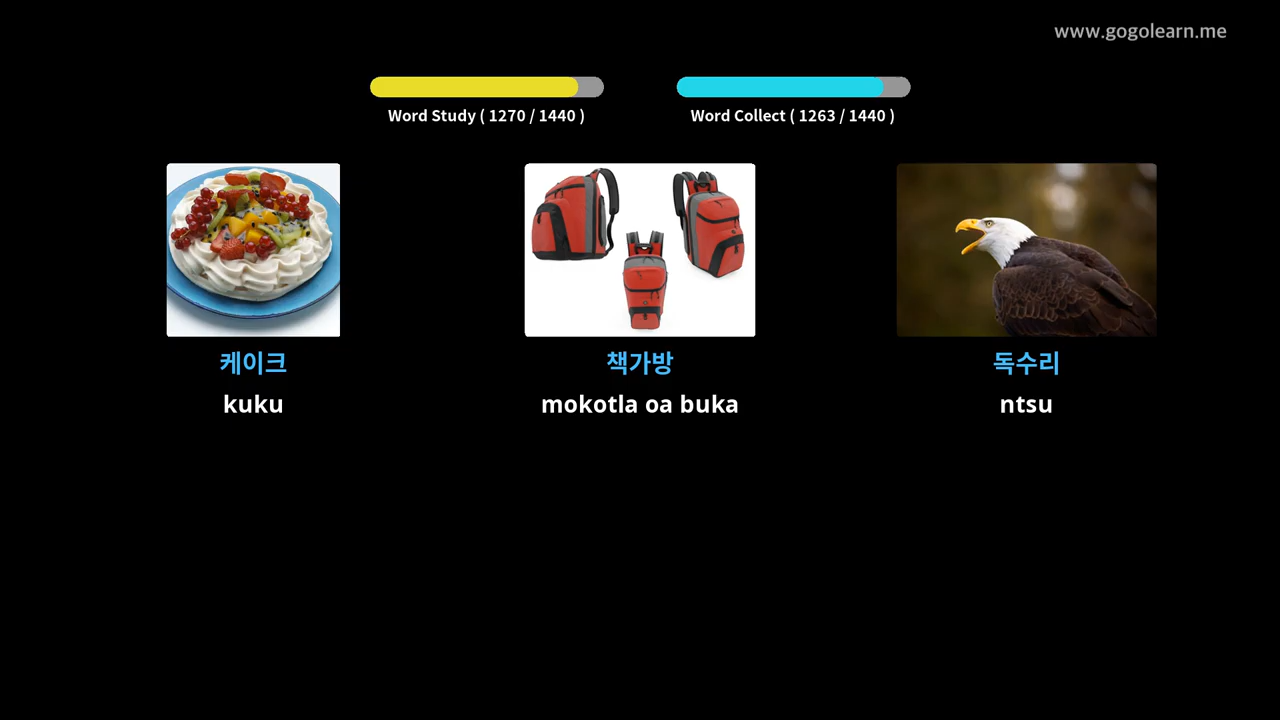 www.gogolearn.me
Word Study ( 1270 / 1440 )
Word Collect ( 1263 / 1440 )
케이크
책가방
독수리
kuku
mokotla oa buka
ntsu